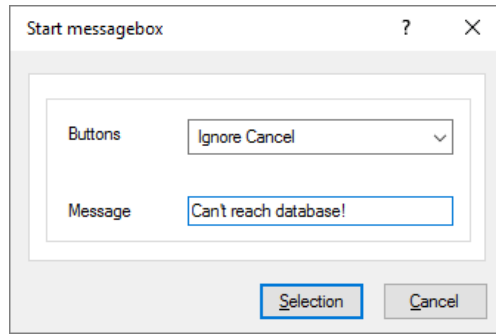 Start messagebox ?
Buttons Ignore Cancel
Message Can't reach database!
Selection Cancel